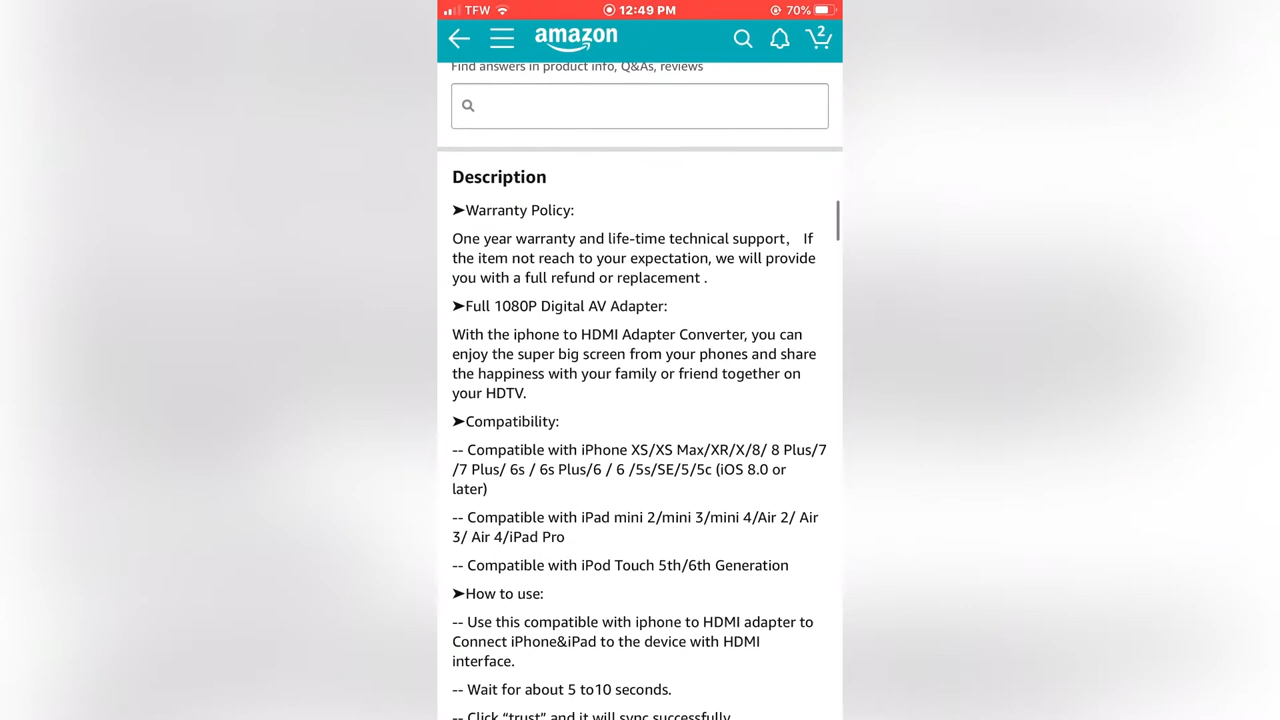 TFW 12:49 PM 70%
amazon 2
Find answers in product info, Q&As, reviews
Description
➤Warranty Policy:
One year warranty and life-time technical support， If
the item not reach to your expectation, we will provide
you with a full refund or replacement .
➤Full 1080P Digital AV Adapter:
With the iphone to HDMI Adapter Converter, you can
enjoy the super big screen from your phones and share
the happiness with your family or friend together on
your HDTV.
➤Compatibility:
-- Compatible with iPhone XS/XS Max/XR/X/8/ 8 Plus/7
/7 Plus/ 6s / 6s Plus/6 / 6 /5s/SE/5/5c (iOS 8.0 or
later)
-- Compatible with iPad mini 2/mini 3/mini 4/Air 2/ Air
3/ Air 4/iPad Pro
-- Compatible with iPod Touch 5th/6th Generation
➤How to use:
-- Use this compatible with iphone to HDMI adapter to
Connect iPhone&iPad to the device with HDMI
interface.
-- Wait for about 5 to10 seconds.
-- Click “trust” and it will sync successfully